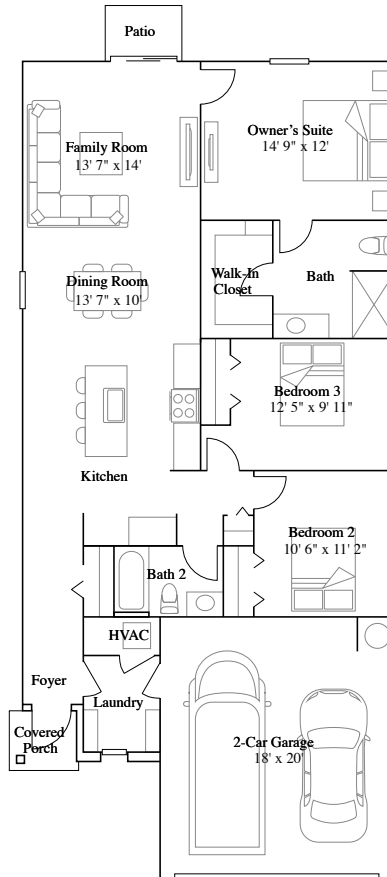 Patio
Family Room
13' 7" x 14'
Owner's Suite
14' 9" x 12'
Dining Room
13' 7" x 10'
Walk-In
Closet
Bath
Bedroom 3
12' 5" x 9' 11"
Kitchen
Bedroom 2
10' 6" x 11' 2"
Bath 2
HVAC
Foyer
Laundry
Covered
Porch
2-Car Garage
18' x 20'